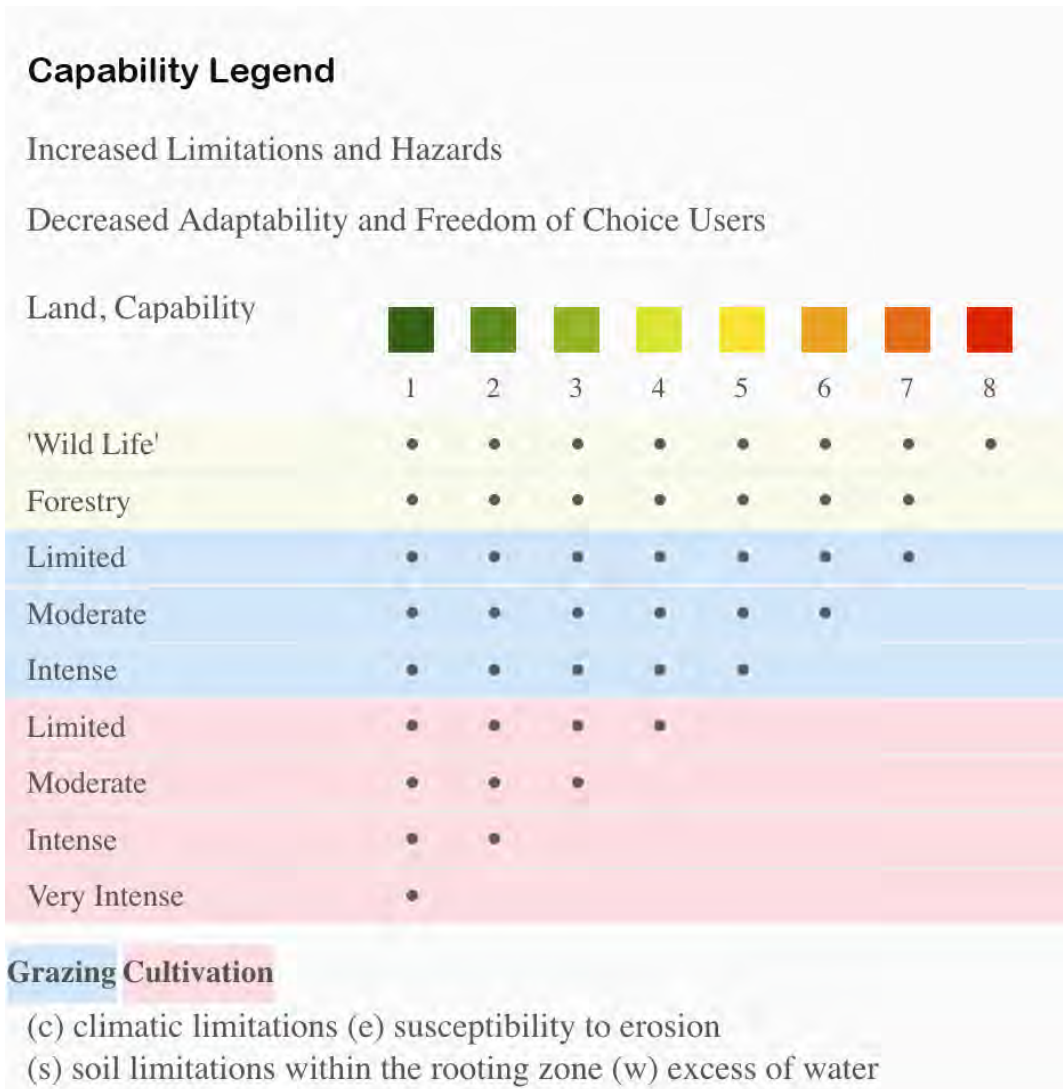 Capability Legend
Increased Limitations and Hazards
Decreased Adaptability and Freedom of Choice Users
Land, Capability
1 2 3 4 5 6 7 8
'Wild Life'
Forestry
Limited
Moderate
Intense
Limited
Moderate
Intense
Very Intense
Grazing Cultivation
(c) climatic limitations (e) susceptibility to erosion
(s) soil limitations within the rooting zone (w) excess of water